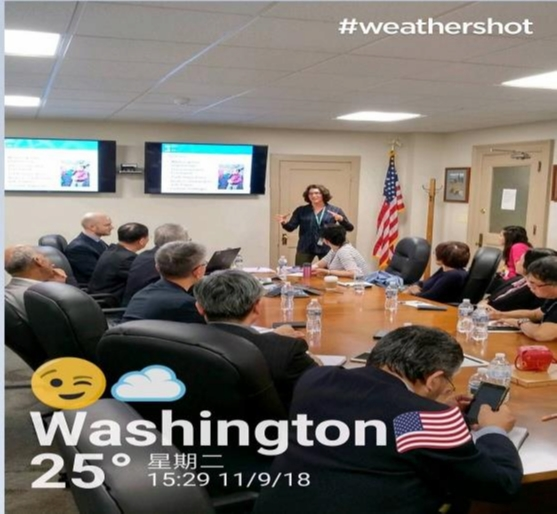 #weathershot
Washington
25°
星期二
15:29 11/9/18